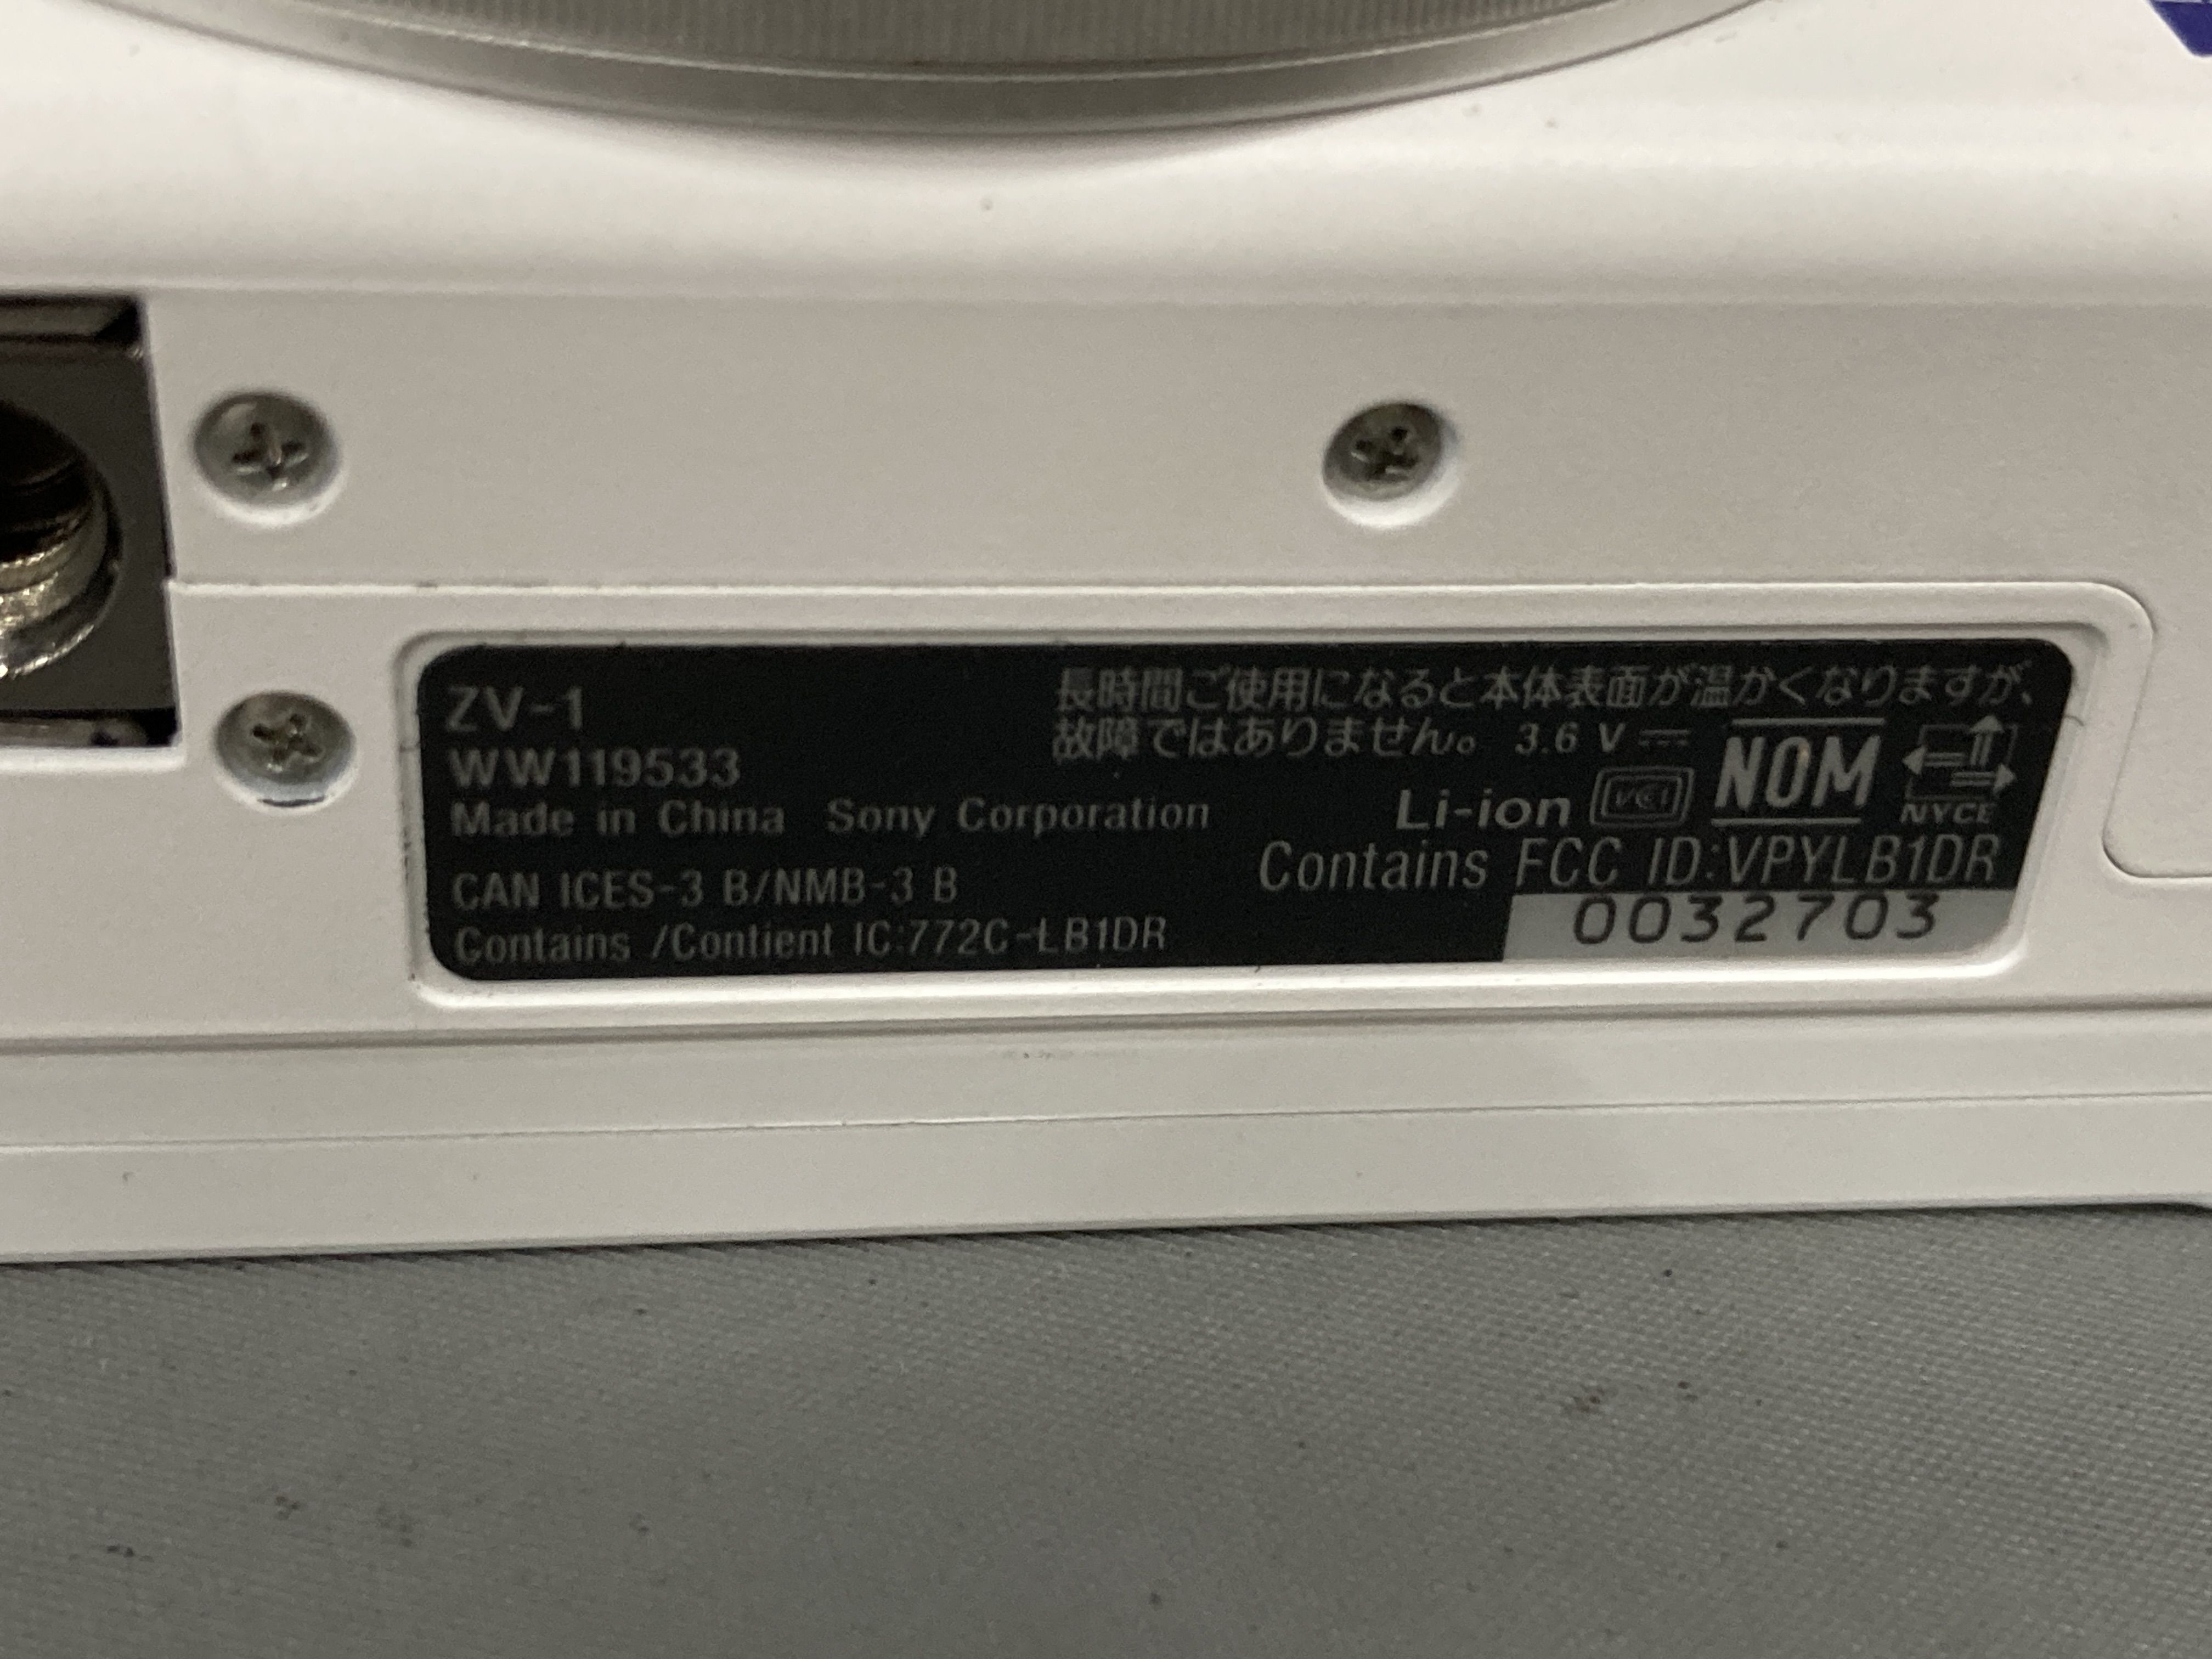 ZV-1
WW119533
Made in China Sony Corporation
CAN ICES-3 B/NMB-3 B
Contains /Contient IC:772C-LB1DR
長時間ご使用になると本体表面が温かくなりますが、
故障ではありません。 3.6 V
Li-ion VCI NOM NYCE
Contains FCC ID:VPYLB1DR
0032703